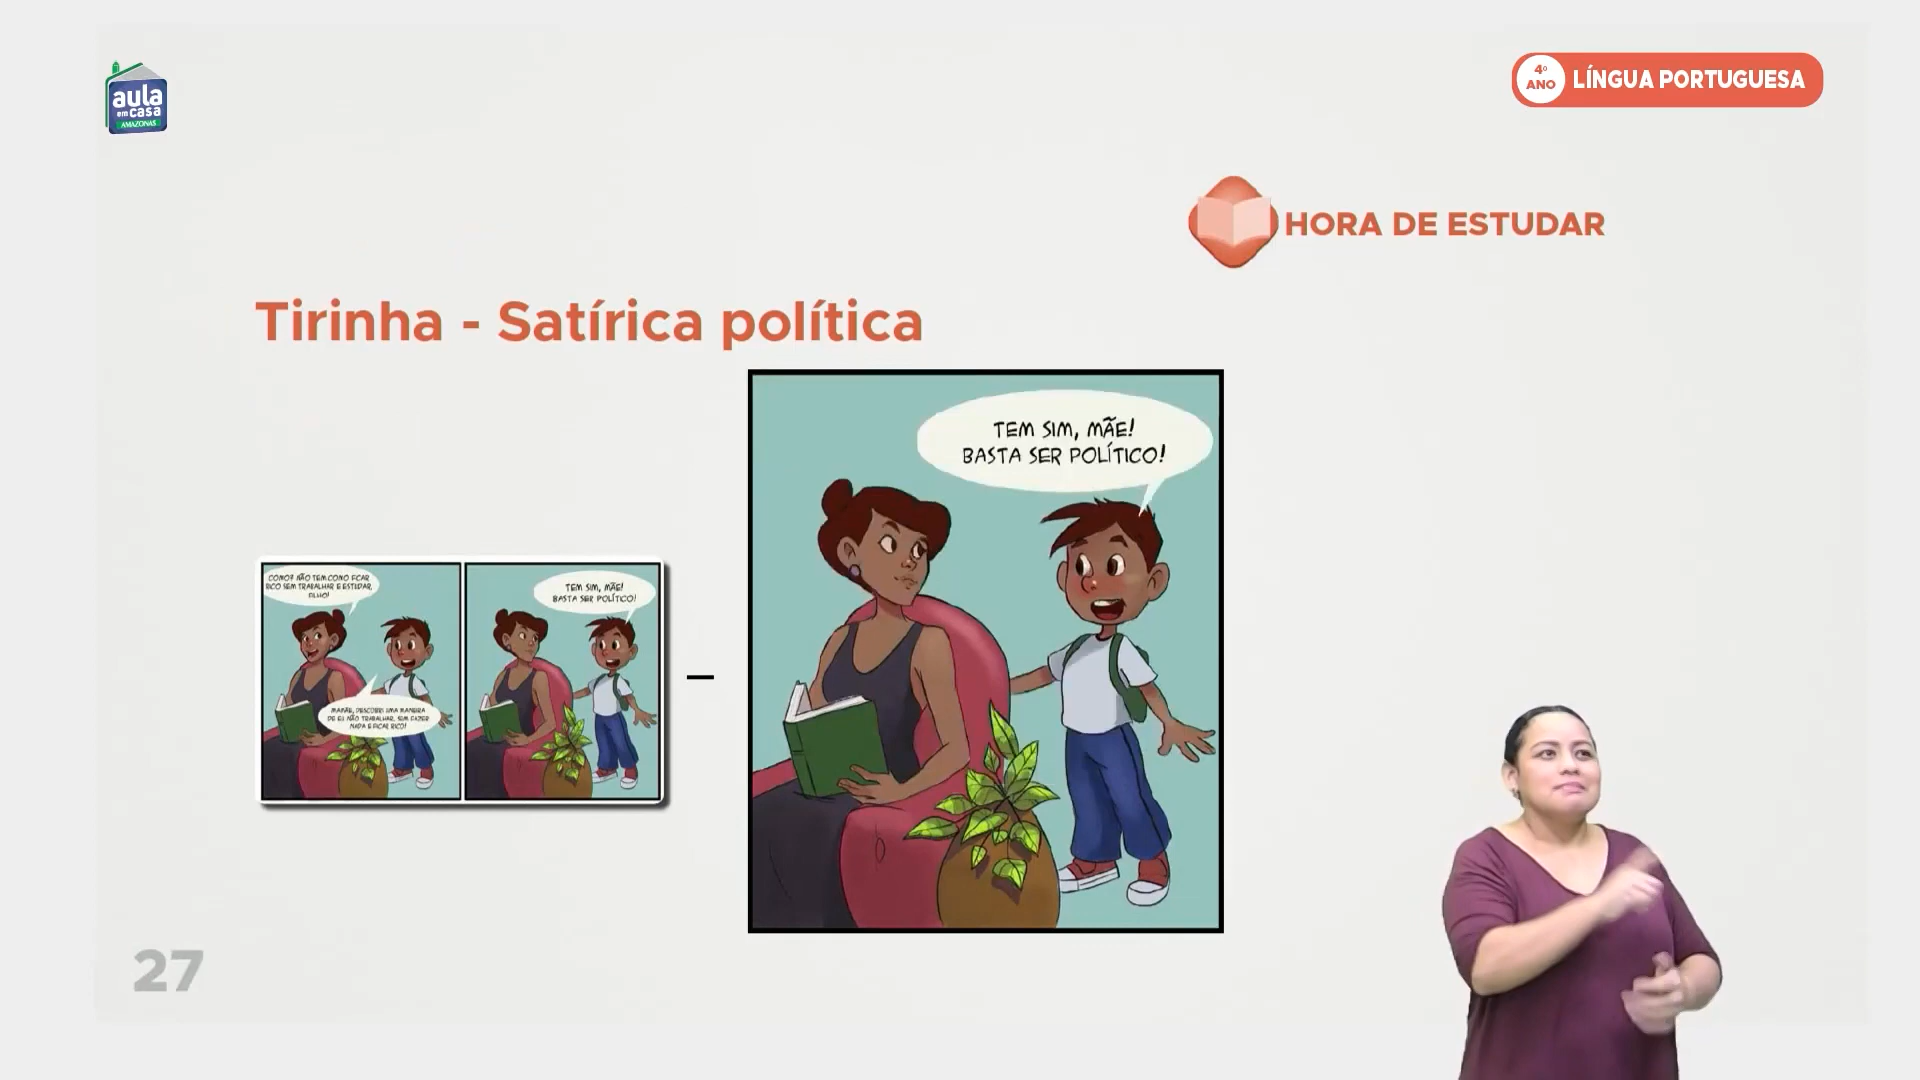 aula
em casa
AMAZONAS
4º
ANO
LÍNGUA PORTUGUESA
HORA DE ESTUDAR
Tirinha - Satírica política
TEM SIM, MÃE!
BASTA SER POLÍTICO!
COMO? NÃO TEM COMO FICAR
RICO SEM TRABALHAR E ESTUDAR,
FILHO!
MAMÃE, DESCOBRI UMA MANEIRA
DE EU NÃO TRABALHAR, SEM FAZER
NADA E FICAR RICO!
TEM SIM, MÃE!
BASTA SER POLÍTICO!
–
27